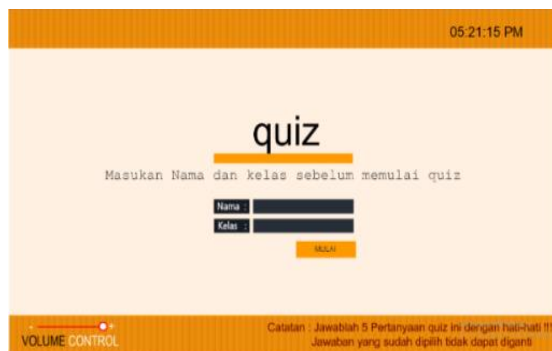 05:21:15 PM
quiz
Masukan Nama dan kelas sebelum memulai quiz
Nama :
Kelas :
MULAI
- +
VOLUME CONTROL
Catatan : Jawablah 5 Pertanyaan quiz ini dengan hati-hati !!!
Jawaban yang sudah dipilih tidak dapat diganti